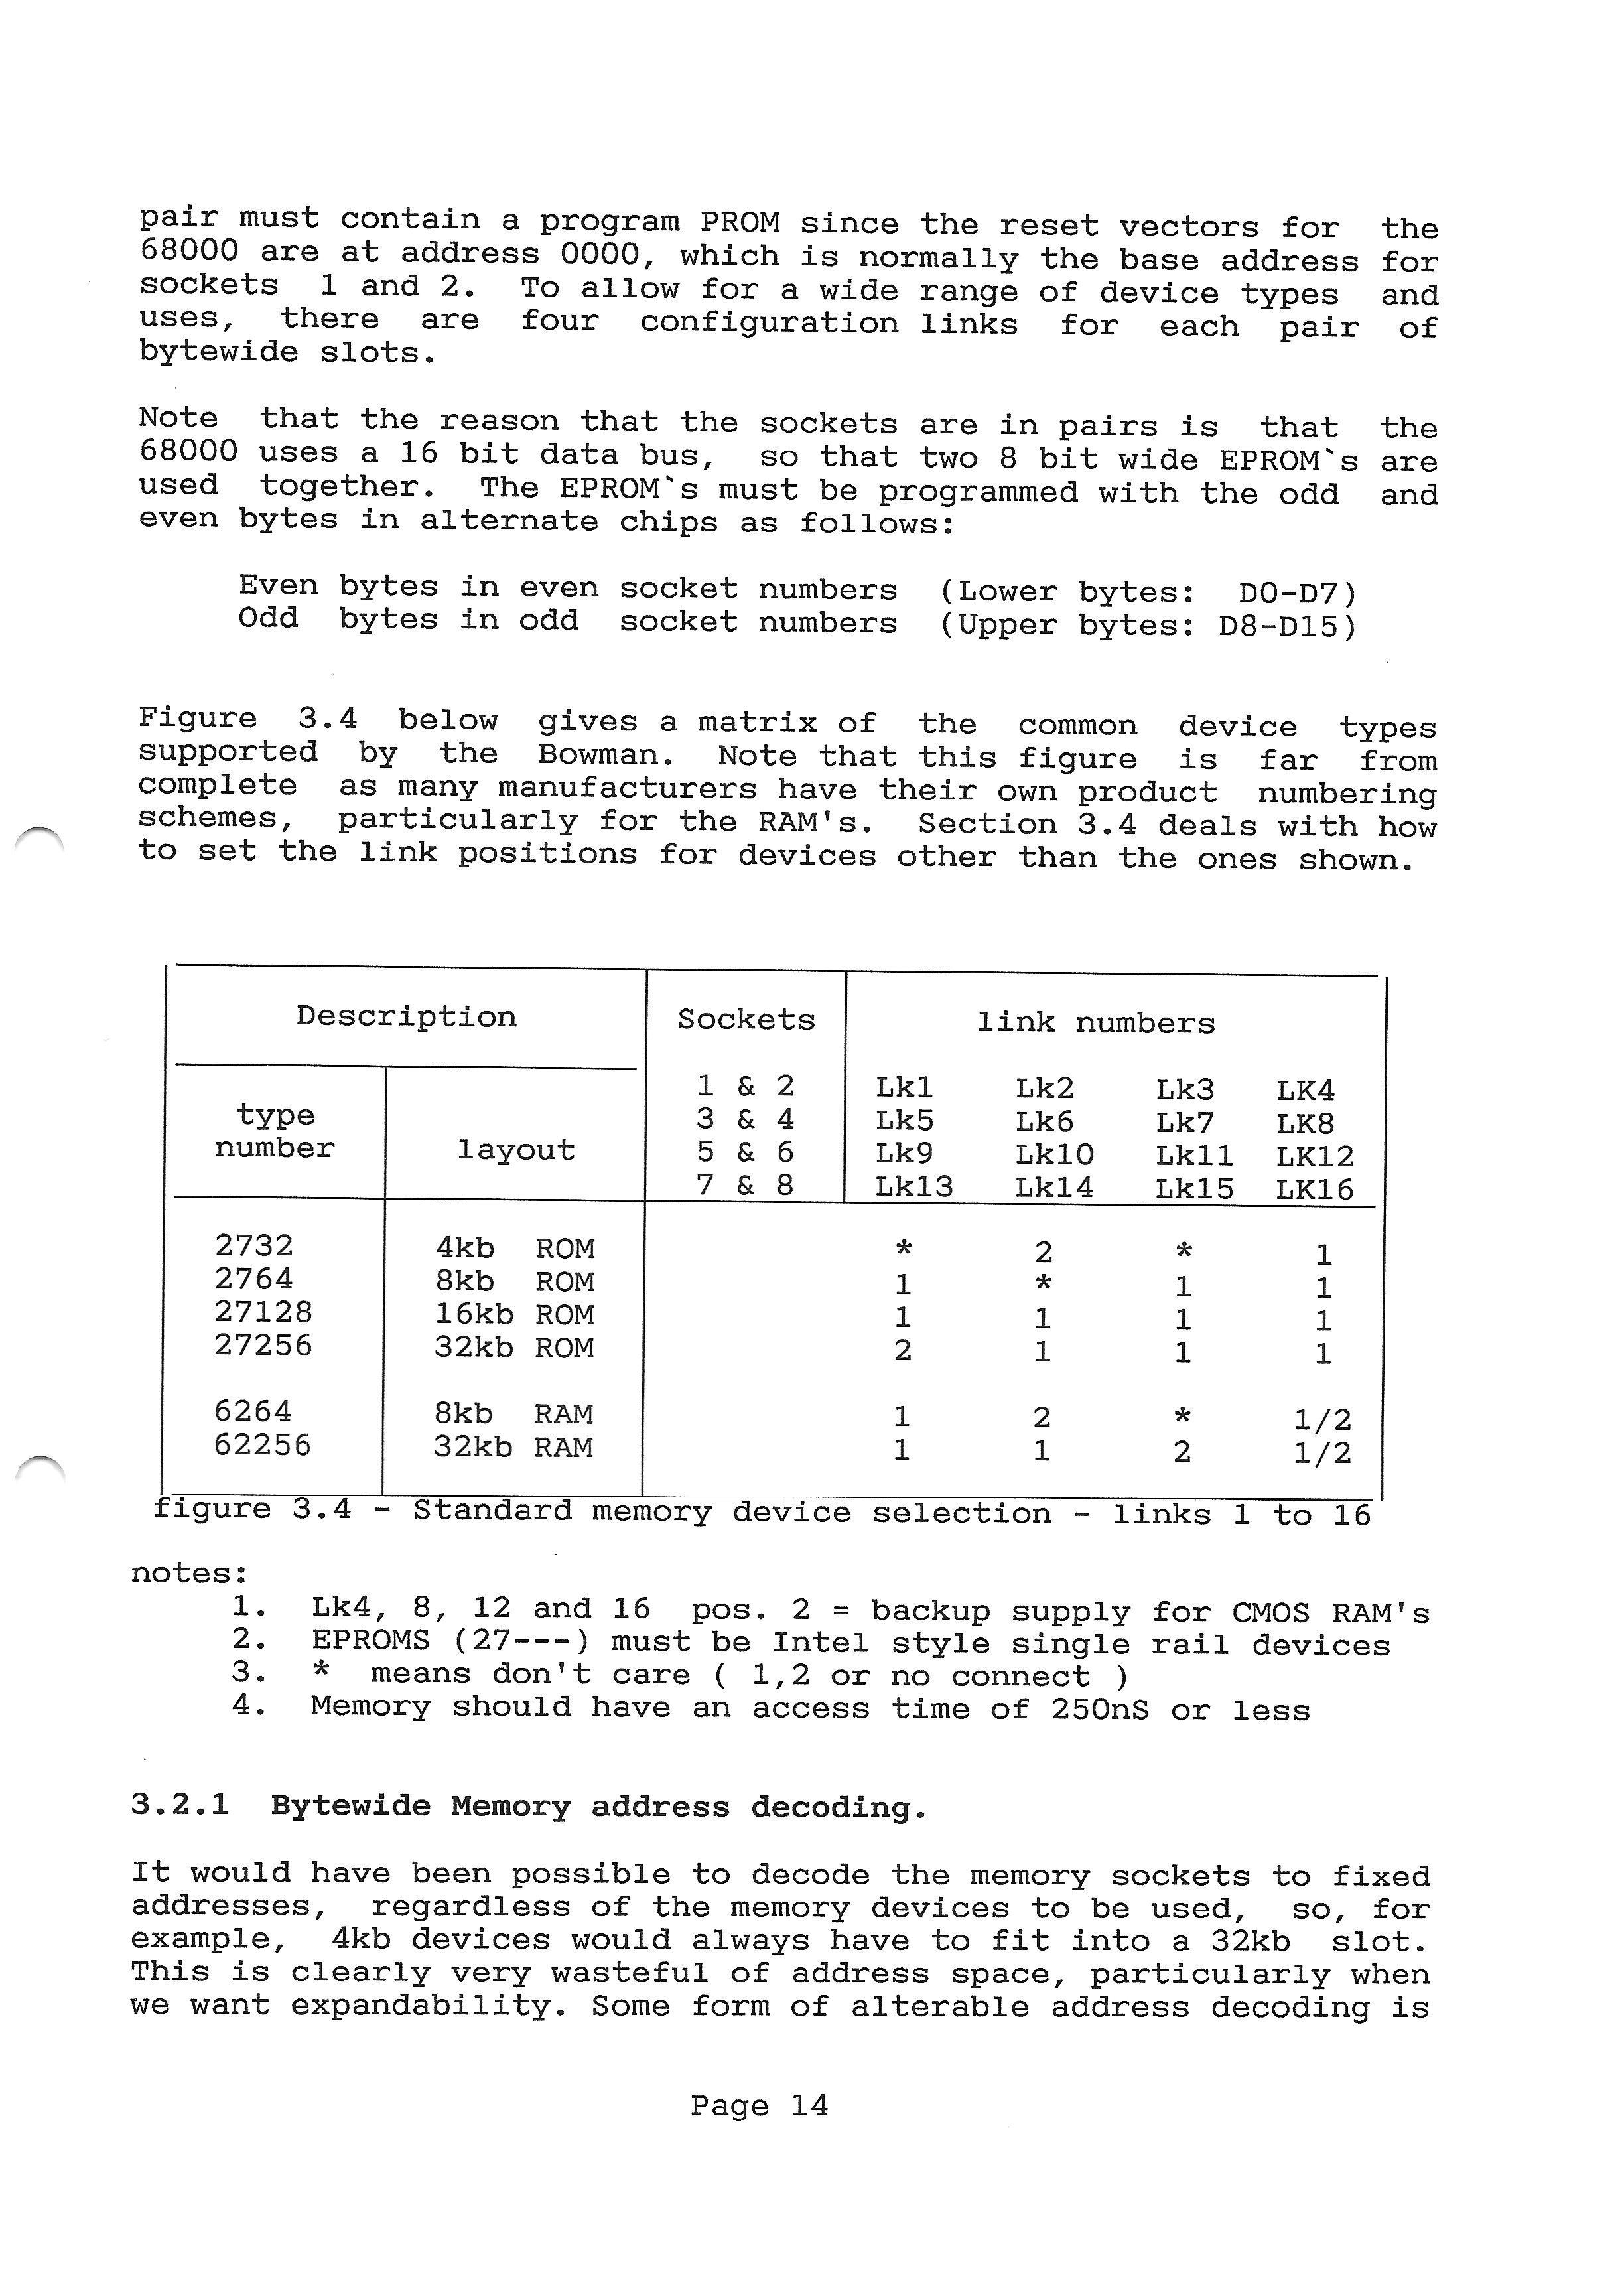 pair must contain a program PROM since the reset vectors for the
68000 are at address 0000, which is normally the base address for
sockets 1 and 2. To allow for a wide range of device types and
uses, there are four configuration links for each pair of
bytewide slots.
Note that the reason that the sockets are in pairs is that the
68000 uses a 16 bit data bus, so that two 8 bit wide EPROM`s are
used together. The EPROM`s must be programmed with the odd and
even bytes in alternate chips as follows:
Even bytes in even socket numbers (Lower bytes: D0-D7)
Odd bytes in odd socket numbers (Upper bytes: D8-D15)
Figure 3.4 below gives a matrix of the common device types
supported by the Bowman. Note that this figure is far from
complete as many manufacturers have their own product numbering
schemes, particularly for the RAM's. Section 3.4 deals with how
to set the link positions for devices other than the ones shown.
Description Sockets link numbers
1 & 2 Lk1 Lk2 Lk3 LK4
type 3 & 4 Lk5 Lk6 Lk7 LK8
number layout 5 & 6 Lk9 Lk10 Lk11 LK12
7 & 8 Lk13 Lk14 Lk15 LK16
2732 4kb ROM * 2 * 1
2764 8kb ROM 1 * 1 1
27128 16kb ROM 1 1 1 1
27256 32kb ROM 2 1 1 1
6264 8kb RAM 1 2 * 1/2
62256 32kb RAM 1 1 2 1/2
figure 3.4 - Standard memory device selection - links 1 to 16
notes:
1. Lk4, 8, 12 and 16 pos. 2 = backup supply for CMOS RAM's
2. EPROMS (27---) must be Intel style single rail devices
3. * means don't care ( 1,2 or no connect )
4. Memory should have an access time of 250nS or less
3.2.1 Bytewide Memory address decoding.
It would have been possible to decode the memory sockets to fixed
addresses, regardless of the memory devices to be used, so, for
example, 4kb devices would always have to fit into a 32kb slot.
This is clearly very wasteful of address space, particularly when
we want expandability. Some form of alterable address decoding is
Page 14